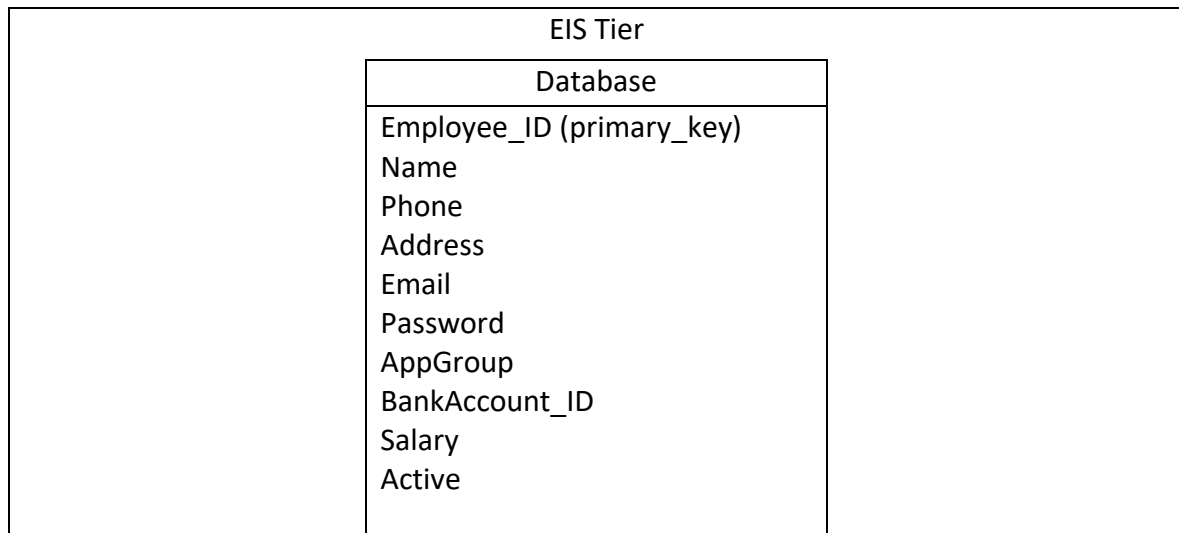 EIS Tier
Database
Employee_ID (primary_key)
Name
Phone
Address
Email
Password
AppGroup
BankAccount_ID
Salary
Active